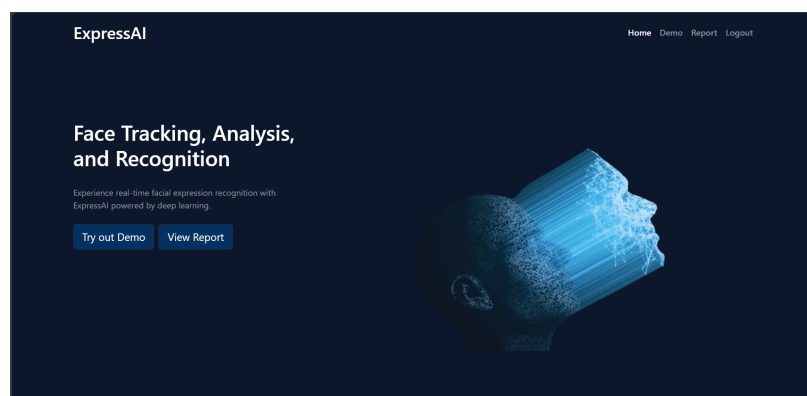 ExpressAI
Home Demo Report Logout
Face Tracking, Analysis,
and Recognition
Experience real-time facial expression recognition with
ExpressAI powered by deep learning.
Try out Demo View Report